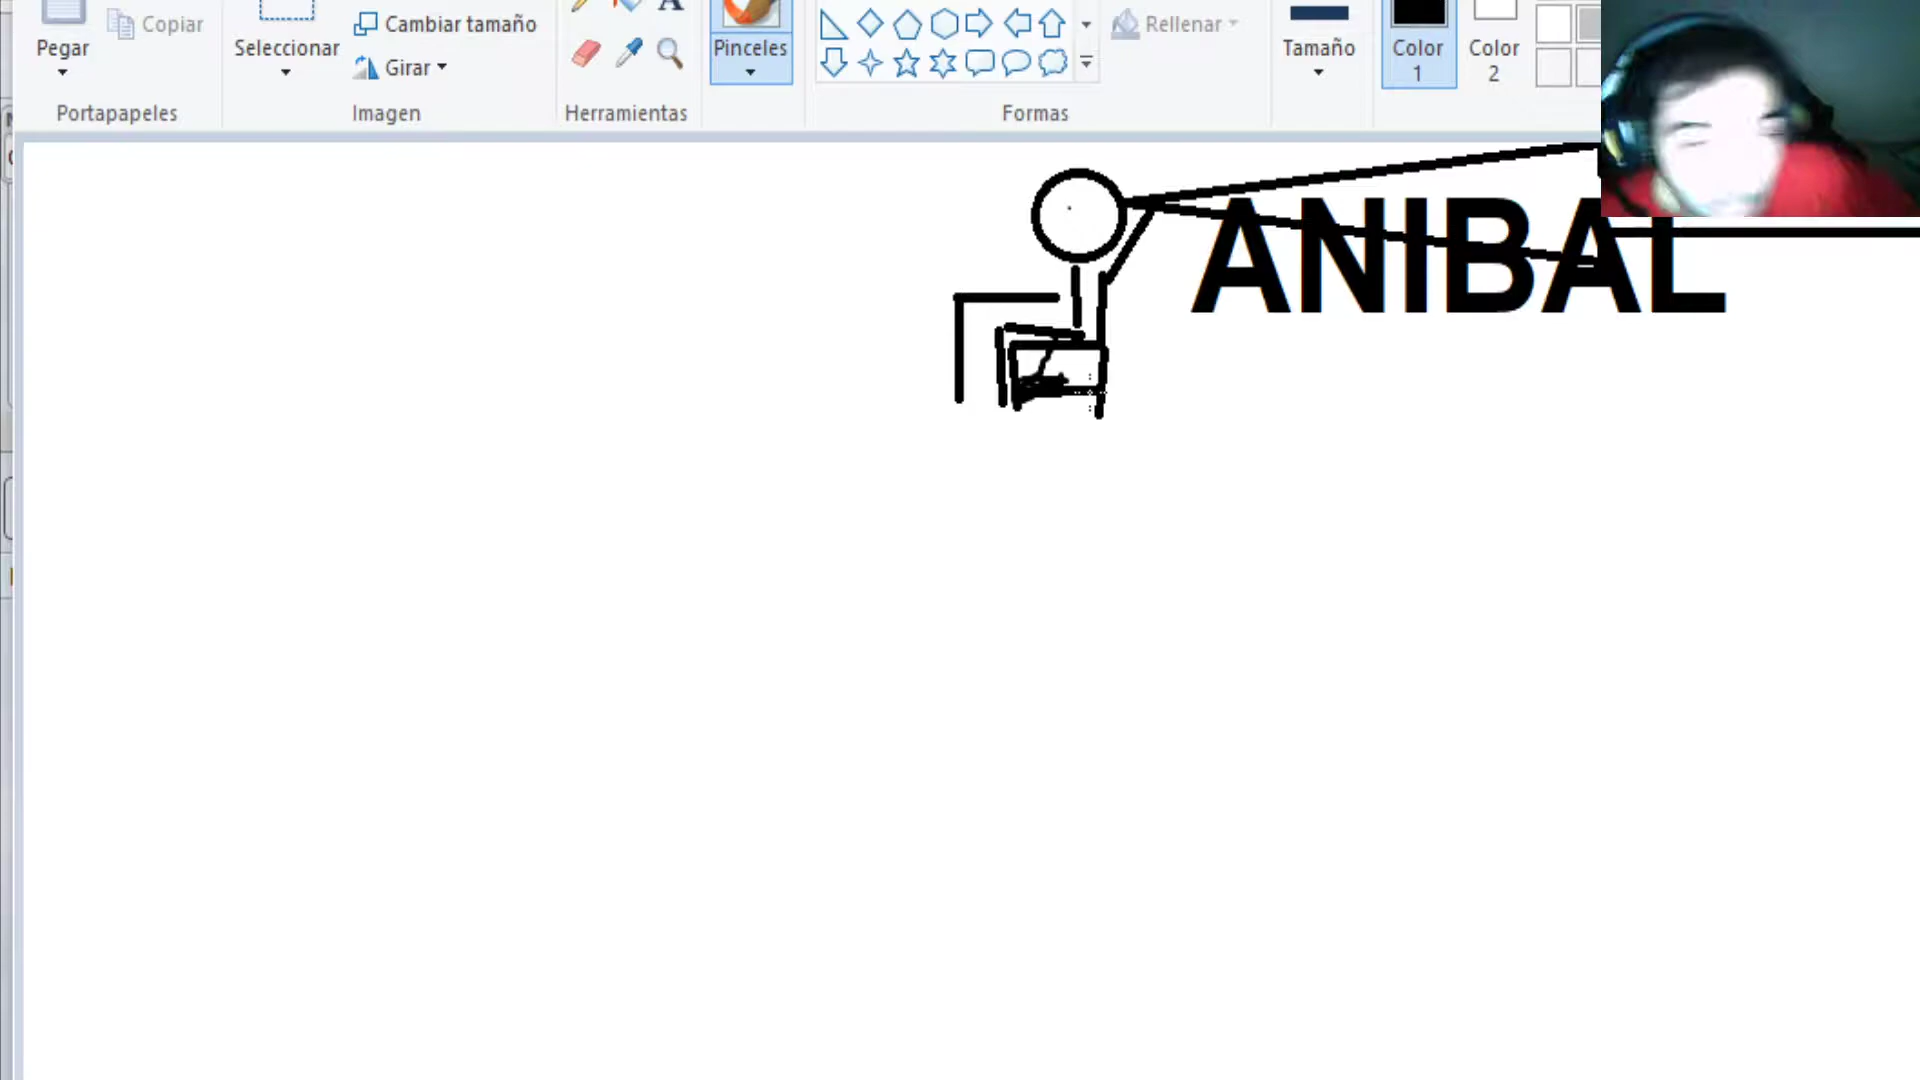 Pegar
Copiar
Seleccionar
Cambiar tamaño
Girar
Pinceles
Rellenar
Tamaño
Color
1
Color
2
Portapapeles
Imagen
Herramientas
Formas
ANIBAL